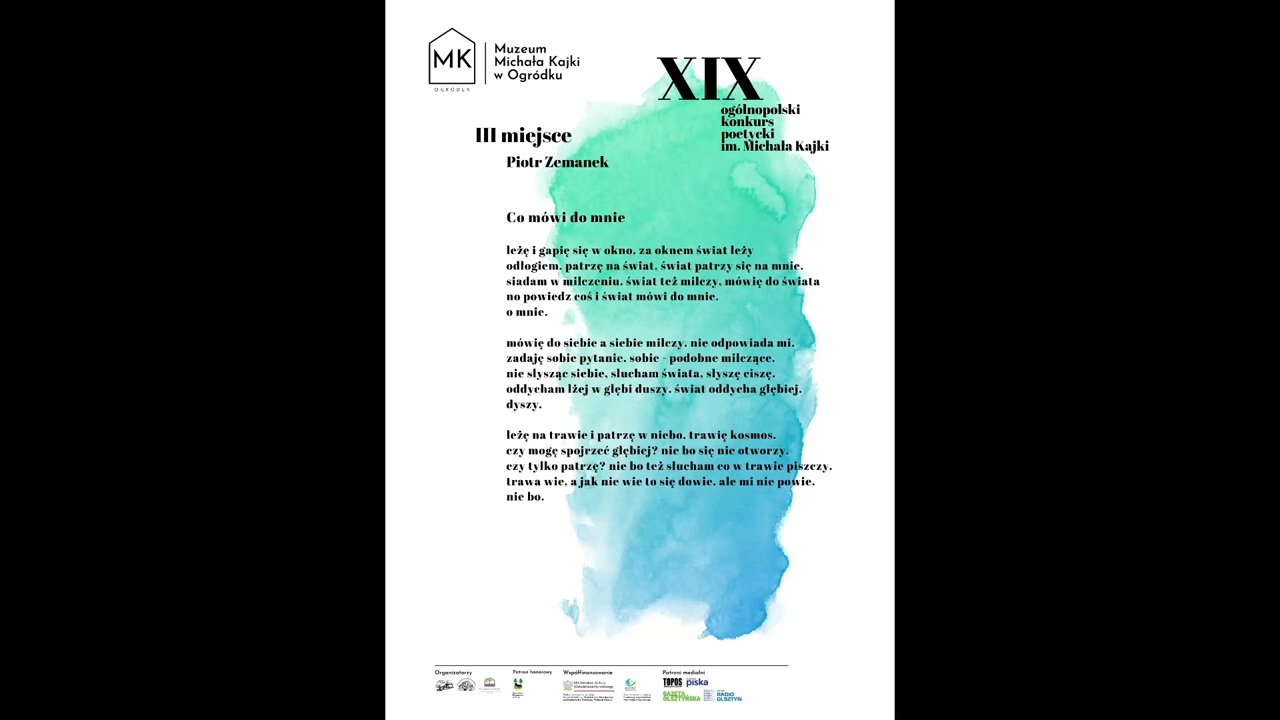 MK
OGRÓDEK
Muzeum
Michała Kajki
w Ogródku
XIX
ogólnopolski
konkurs
poetycki
im. Michała Kajki
III miejsce
Piotr Zemanek
Co mówi do mnie
leżę i gapię się w okno. za oknem świat leży
odłogiem. patrzę na świat, świat patrzy się na mnie.
siadam w milczeniu. świat też milczy, mówię do świata
no powiedz coś i świat mówi do mnie.
o mnie.
mówię do siebie a siebie milczy. nie odpowiada mi.
zadaję sobie pytanie. sobie - podobne milczące.
nie słysząc siebie, słucham świata, słyszę ciszę.
oddycham lżej w głębi duszy. świat oddycha głębiej.
dyszy.
leżę na trawie i patrzę w niebo. trawię kosmos.
czy mogę spojrzeć głębiej? nie bo się nie otworzy.
czy tylko patrzę? nie bo też słucham co w trawie piszczy.
trawa wie, a jak nie wie to się dowie. ale mi nie powie.
nie bo.
Organizatorzy
Patron honorowy
Współfinansowanie
Patroni medialni
TOPOS
piska
GAZETA
OLSZTYŃSKA
RADIO
OLSZTYN